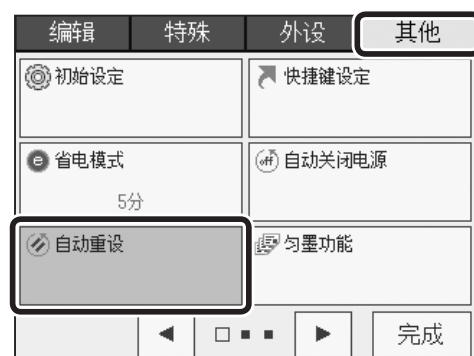 编辑 特殊 外设 其他
初始设定 快捷键设定
省电模式 自动关闭电源
5分
自动重设 匀墨功能
完成